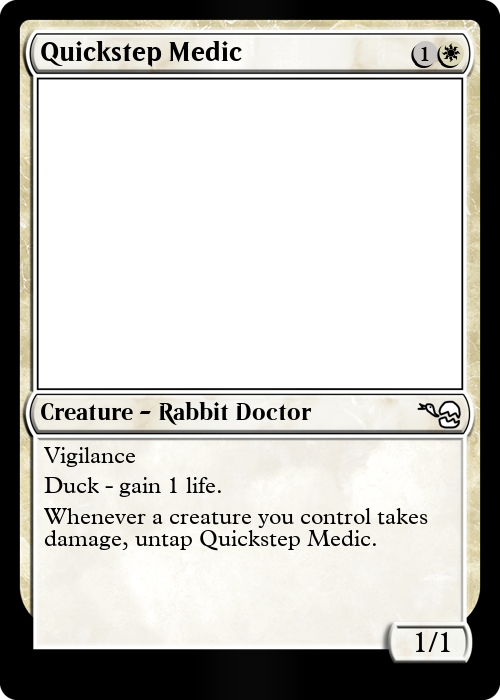 Quickstep Medic
1
Creature – Rabbit Doctor
Vigilance
Duck - gain 1 life.
Whenever a creature you control takes
damage, untap Quickstep Medic.
1/1